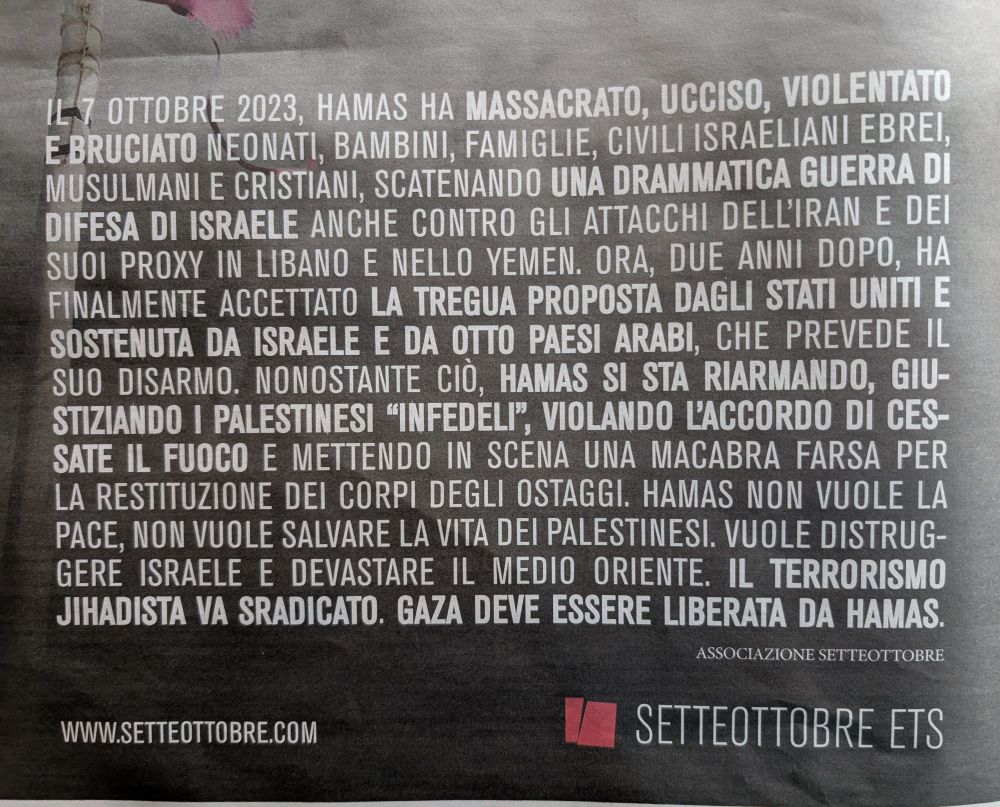 IL 7 OTTOBRE 2023, HAMAS HA MASSACRATO, UCCISO, VIOLENTATO
E BRUCIATO NEONATI, BAMBINI, FAMIGLIE, CIVILI ISRAELIANI EBREI,
MUSULMANI E CRISTIANI, SCATENANDO UNA DRAMMATICA GUERRA DI
DIFESA DI ISRAELE ANCHE CONTRO GLI ATTACCHI DELL'IRAN E DEI
SUOI PROXY IN LIBANO E NELLO YEMEN. ORA, DUE ANNI DOPO, HA
FINALMENTE ACCETTATO LA TREGUA PROPOSTA DAGLI STATI UNITI E
SOSTENUTA DA ISRAELE E DA OTTO PAESI ARABI, CHE PREVEDE IL
SUO DISARMO. NONOSTANTE CIÒ, HAMAS SI STA RIARMANDO, GIU-
STIZIANDO I PALESTINESI “INFEDELI”, VIOLANDO L'ACCORDO DI CES-
SATE IL FUOCO E METTENDO IN SCENA UNA MACABRA FARSA PER
LA RESTITUZIONE DEI CORPI DEGLI OSTAGGI. HAMAS NON VUOLE LA
PACE, NON VUOLE SALVARE LA VITA DEI PALESTINESI. VUOLE DISTRUG-
GERE ISRAELE E DEVASTARE IL MEDIO ORIENTE. IL TERRORISMO
JIHADISTA VA SRADICATO. GAZA DEVE ESSERE LIBERATA DA HAMAS.
ASSOCIAZIONE SETTEOTTOBRE
WWW.SETTEOTTOBRE.COM
SETTEOTTOBRE ETS